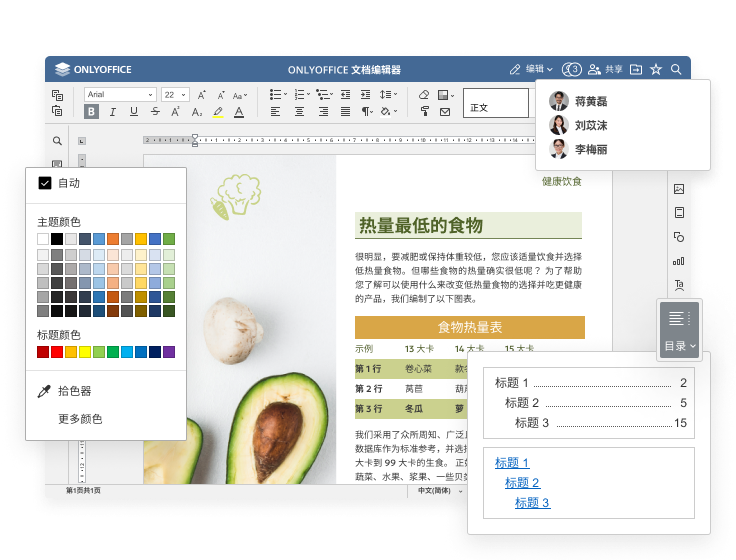 ONLYOFFICE
ONLYOFFICE 文档编辑器
编辑
3
共享
Arial
22
Aa
B I U S A² A₂ A
正文
蒋黄磊
刘苡沫
李梅丽
自动
主题颜色
标题颜色
拾色器
更多颜色
健康饮食
热量最低的食物
很明显，要减肥或保持体重较低，您应该适量饮食并选择
低热量食物。但哪些食物的热量确实很低呢？为了帮助
您了解可以使用什么来改变低热量食物的选择并吃更健康
的产品，我们编制了以下图表。
食物热量表
示例 13 大卡 14 大卡 15 大卡
第 1 行 卷心菜
第 2 行 莴苣
第 3 行 冬瓜 萝
我们采用了众所周知、广泛
数据库作为标准参考，并选
大卡到 99 大卡的生食。
蔬菜、水果、浆果、一些贝
Ta
目录
标题 1 2
标题 2 5
标题 3 15
标题 1
标题 2
标题 3
第1页共1页
中文(简体)